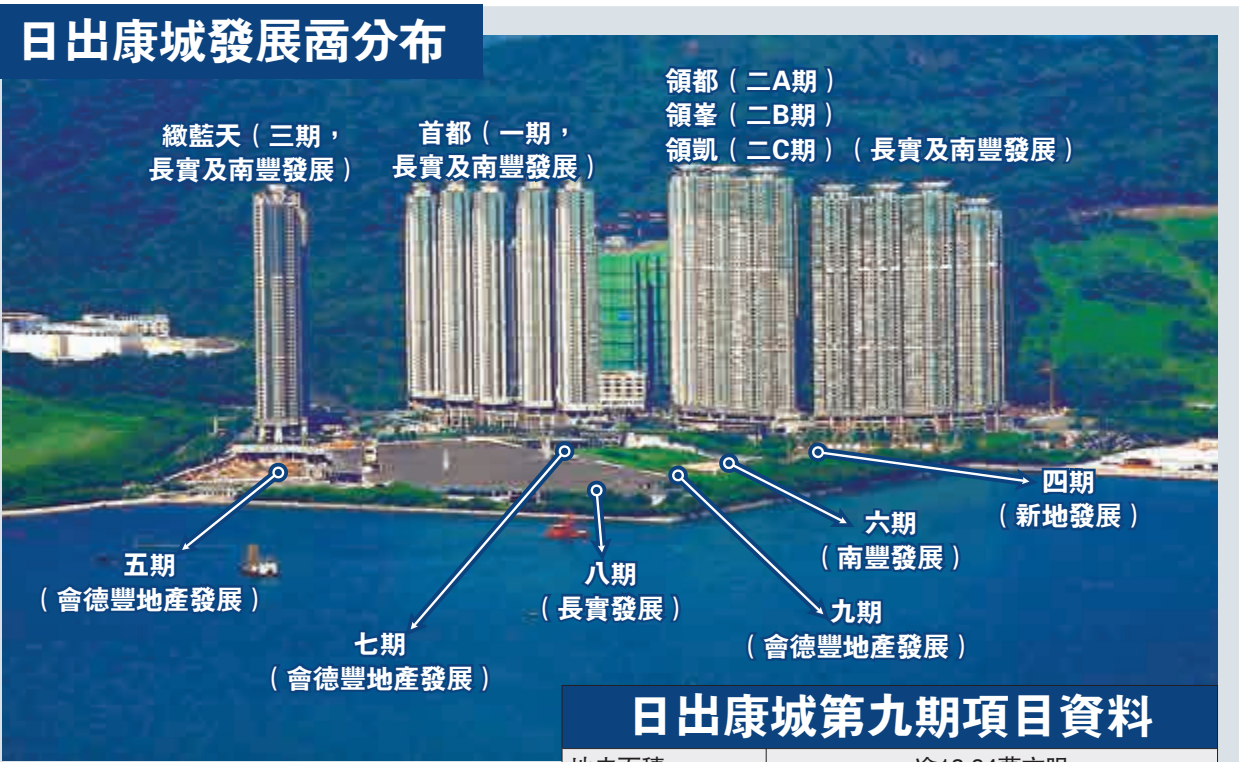 日出康城發展商分布
緻藍天（三期，
長實及南豐發展）
首都（一期，
長實及南豐發展）
領都（二A期）
領峯（二B期）
領凱（二C期）（長實及南豐發展）
四期
（新地發展）
六期
（南豐發展）
五期
（會德豐地產發展）
八期
（長實發展）
九期
（會德豐地產發展）
七期
（會德豐地產發展）
日出康城第九期項目資料